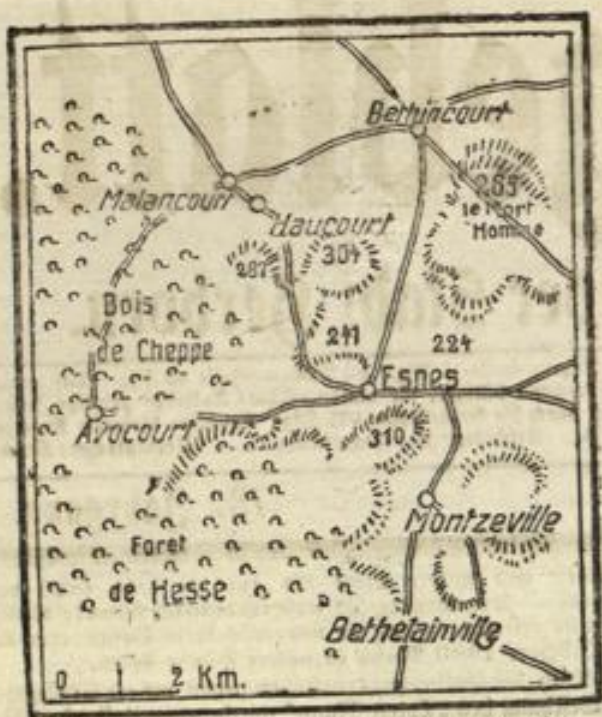 Bethincourt
Malancourt
Haucourt
265
le Mort
Homme
287
304
Bois
de Cheppe
241
224
Esnes
Avocourt
310
Montzeville
Foret
de Hesse
Bethelainville
0 1 2 Km.